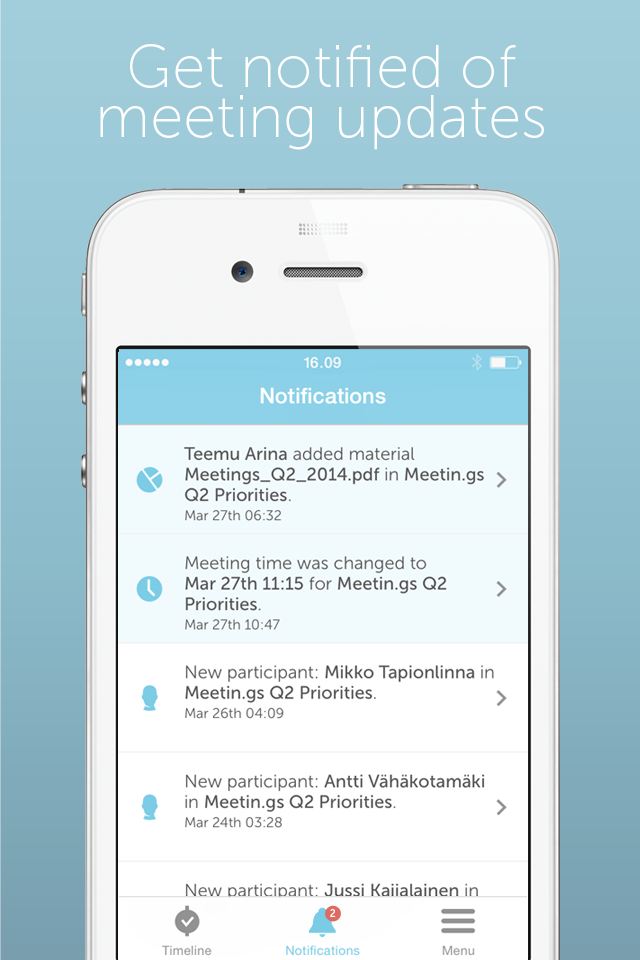 Get notified of
meeting updates
16.09
Notifications
Teemu Arina added material
Meetings_Q2_2014.pdf in Meetin.gs
Q2 Priorities.
Mar 27th 06:32
Meeting time was changed to
Mar 27th 11:15 for Meetin.gs Q2
Priorities.
Mar 27th 10:47
New participant: Mikko Tapionlinna in
Meetin.gs Q2 Priorities.
Mar 26th 04:09
New participant: Antti Vähäkotamäki
in Meetin.gs Q2 Priorities.
Mar 24th 03:28
New participant: Jussi Kaijalainen in
2
Timeline
Notifications
Menu